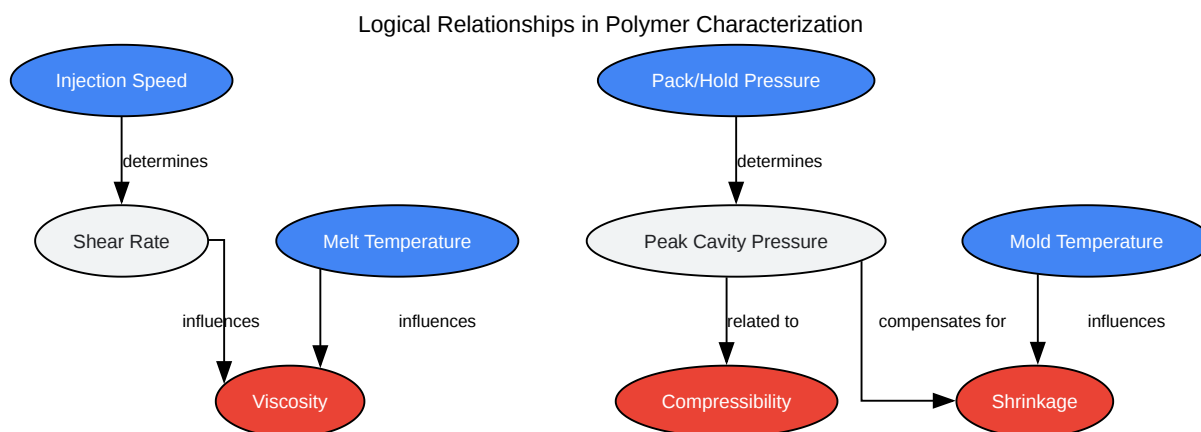 Logical Relationships in Polymer Characterization
Injection Speed
Pack/Hold Pressure
determines
determines
Shear Rate
Melt Temperature
Peak Cavity Pressure
Mold Temperature
influences
influences
related to
compensates for
influences
Viscosity
Compressibility
Shrinkage